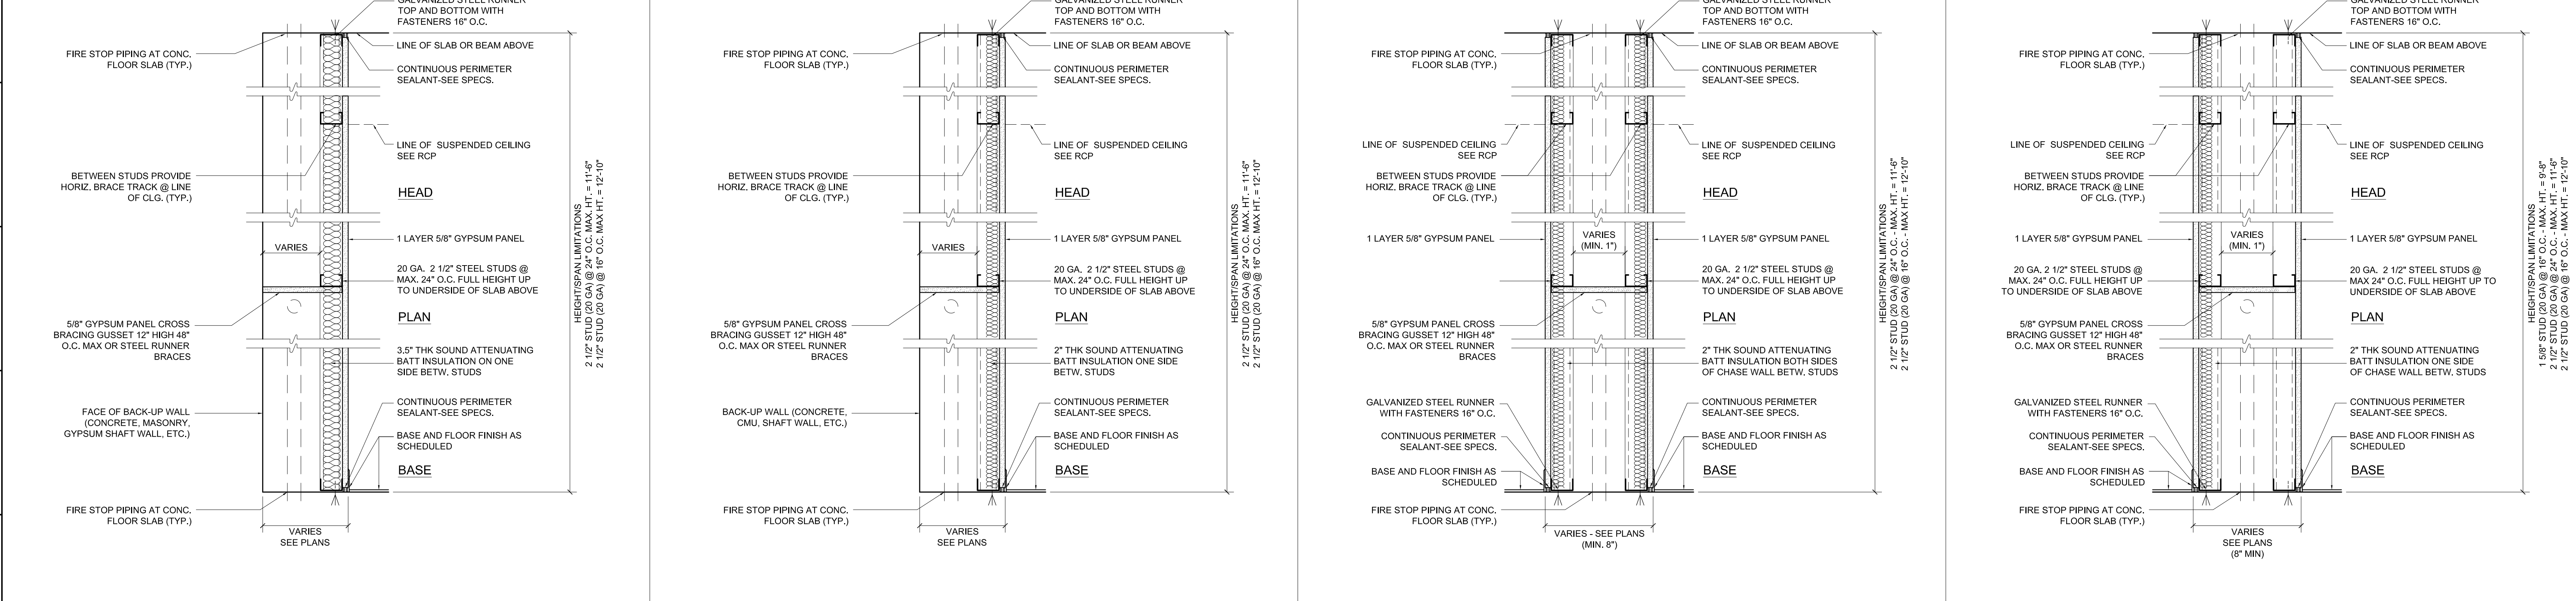 GALVANIZED STEEL RUNNER
TOP AND BOTTOM WITH
FASTENERS 16" O.C.
FIRE STOP PIPING AT CONC.
FLOOR SLAB (TYP.)
LINE OF SLAB OR BEAM ABOVE
CONTINUOUS PERIMETER
SEALANT-SEE SPECS.
LINE OF SUSPENDED CEILING
SEE RCP
BETWEEN STUDS PROVIDE
HORIZ. BRACE TRACK @ LINE
OF CLG. (TYP.)
HEAD
1 LAYER 5/8" GYPSUM PANEL
VARIES
20 GA. 2 1/2" STEEL STUDS @
MAX. 24" O.C. FULL HEIGHT UP
TO UNDERSIDE OF SLAB ABOVE
PLAN
5/8" GYPSUM PANEL CROSS
BRACING GUSSET 12" HIGH 48"
O.C. MAX OR STEEL RUNNER
BRACES
3.5" THK SOUND ATTENUATING
BATT INSULATION ON ONE
SIDE BETW. STUDS
FACE OF BACK-UP WALL
(CONCRETE, MASONRY,
GYPSUM SHAFT WALL, ETC.)
CONTINUOUS PERIMETER
SEALANT-SEE SPECS.
BASE AND FLOOR FINISH AS
SCHEDULED
BASE
FIRE STOP PIPING AT CONC.
FLOOR SLAB (TYP.)
VARIES
SEE PLANS
HEIGHT/SPAN LIMITATIONS
2 1/2" STUD (20 GA) @ 24" O.C. MAX. HT. = 11'-6"
2 1/2" STUD (20 GA) @ 16" O.C. MAX HT. = 12'-10"
GALVANIZED STEEL RUNNER
TOP AND BOTTOM WITH
FASTENERS 16" O.C.
FIRE STOP PIPING AT CONC.
FLOOR SLAB (TYP.)
LINE OF SLAB OR BEAM ABOVE
CONTINUOUS PERIMETER
SEALANT-SEE SPECS.
LINE OF SUSPENDED CEILING
SEE RCP
BETWEEN STUDS PROVIDE
HORIZ. BRACE TRACK @ LINE
OF CLG. (TYP.)
HEAD
1 LAYER 5/8" GYPSUM PANEL
VARIES
20 GA. 2 1/2" STEEL STUDS @
MAX. 24" O.C. FULL HEIGHT UP
TO UNDERSIDE OF SLAB ABOVE
PLAN
5/8" GYPSUM PANEL CROSS
BRACING GUSSET 12" HIGH 48"
O.C. MAX OR STEEL RUNNER
BRACES
2" THK SOUND ATTENUATING
BATT INSULATION ONE SIDE
BETW. STUDS
BACK-UP WALL (CONCRETE,
CMU, SHAFT WALL, ETC.)
CONTINUOUS PERIMETER
SEALANT-SEE SPECS.
BASE AND FLOOR FINISH AS
SCHEDULED
BASE
FIRE STOP PIPING AT CONC.
FLOOR SLAB (TYP.)
VARIES
SEE PLANS
HEIGHT/SPAN LIMITATIONS
2 1/2" STUD (20 GA) @ 24" O.C. MAX. HT. = 11'-6"
2 1/2" STUD (20 GA) @ 16" O.C. MAX HT. = 12'-10"
GALVANIZED STEEL RUNNER
TOP AND BOTTOM WITH
FASTENERS 16" O.C.
FIRE STOP PIPING AT CONC.
FLOOR SLAB (TYP.)
LINE OF SLAB OR BEAM ABOVE
CONTINUOUS PERIMETER
SEALANT-SEE SPECS.
LINE OF SUSPENDED CEILING
SEE RCP
LINE OF SUSPENDED CEILING
SEE RCP
BETWEEN STUDS PROVIDE
HORIZ. BRACE TRACK @ LINE
OF CLG. (TYP.)
HEAD
1 LAYER 5/8" GYPSUM PANEL
VARIES
(MIN. 1")
1 LAYER 5/8" GYPSUM PANEL
20 GA. 2 1/2" STEEL STUDS @
MAX. 24" O.C. FULL HEIGHT UP
TO UNDERSIDE OF SLAB ABOVE
PLAN
5/8" GYPSUM PANEL CROSS
BRACING GUSSET 12" HIGH 48"
O.C. MAX OR STEEL RUNNER
BRACES
2" THK SOUND ATTENUATING
BATT INSULATION BOTH SIDES
OF CHASE WALL BETW. STUDS
GALVANIZED STEEL RUNNER
WITH FASTENERS 16" O.C.
CONTINUOUS PERIMETER
SEALANT-SEE SPECS.
CONTINUOUS PERIMETER
SEALANT-SEE SPECS.
BASE AND FLOOR FINISH AS
SCHEDULED
BASE AND FLOOR FINISH AS
SCHEDULED
BASE
FIRE STOP PIPING AT CONC.
FLOOR SLAB (TYP.)
VARIES - SEE PLANS
(MIN. 8")
HEIGHT/SPAN LIMITATIONS
2 1/2" STUD (20 GA) @ 24" O.C. - MAX. HT. = 11'-6"
2 1/2" STUD (20 GA) @ 16" O.C. - MAX HT. = 12'-10"
GALVANIZED STEEL RUNNER
TOP AND BOTTOM WITH
FASTENERS 16" O.C.
FIRE STOP PIPING AT CONC.
FLOOR SLAB (TYP.)
LINE OF SLAB OR BEAM ABOVE
CONTINUOUS PERIMETER
SEALANT-SEE SPECS.
LINE OF SUSPENDED CEILING
SEE RCP
LINE OF SUSPENDED CEILING
SEE RCP
BETWEEN STUDS PROVIDE
HORIZ. BRACE TRACK @ LINE
OF CLG. (TYP.)
HEAD
1 LAYER 5/8" GYPSUM PANEL
VARIES
(MIN. 1")
1 LAYER 5/8" GYPSUM PANEL
20 GA. 2 1/2" STEEL STUDS @
MAX. 24" O.C. FULL HEIGHT UP
TO UNDERSIDE OF SLAB ABOVE
20 GA. 2 1/2" STEEL STUDS @
MAX 24" O.C. FULL HEIGHT UP TO
UNDERSIDE OF SLAB ABOVE
PLAN
5/8" GYPSUM PANEL CROSS
BRACING GUSSET 12" HIGH 48"
O.C. MAX OR STEEL RUNNER
BRACES
2" THK SOUND ATTENUATING
BATT INSULATION ONE SIDE
OF CHASE WALL BETW. STUDS
GALVANIZED STEEL RUNNER
WITH FASTENERS 16" O.C.
CONTINUOUS PERIMETER
SEALANT-SEE SPECS.
CONTINUOUS PERIMETER
SEALANT-SEE SPECS.
BASE AND FLOOR FINISH AS
SCHEDULED
BASE AND FLOOR FINISH AS
SCHEDULED
BASE
FIRE STOP PIPING AT CONC.
FLOOR SLAB (TYP.)
VARIES
SEE PLANS
(8" MIN)
HEIGHT/SPAN LIMITATIONS
1 5/8" STUD (20 GA) @ 16" O.C. - MAX. HT. = 9'-8"
2 1/2" STUD (20 GA) @ 24" O.C. - MAX HT. = 11'-6"
2 1/2" STUD (20 GA) @ 16" O.C. - MAX HT. = 12'-10"